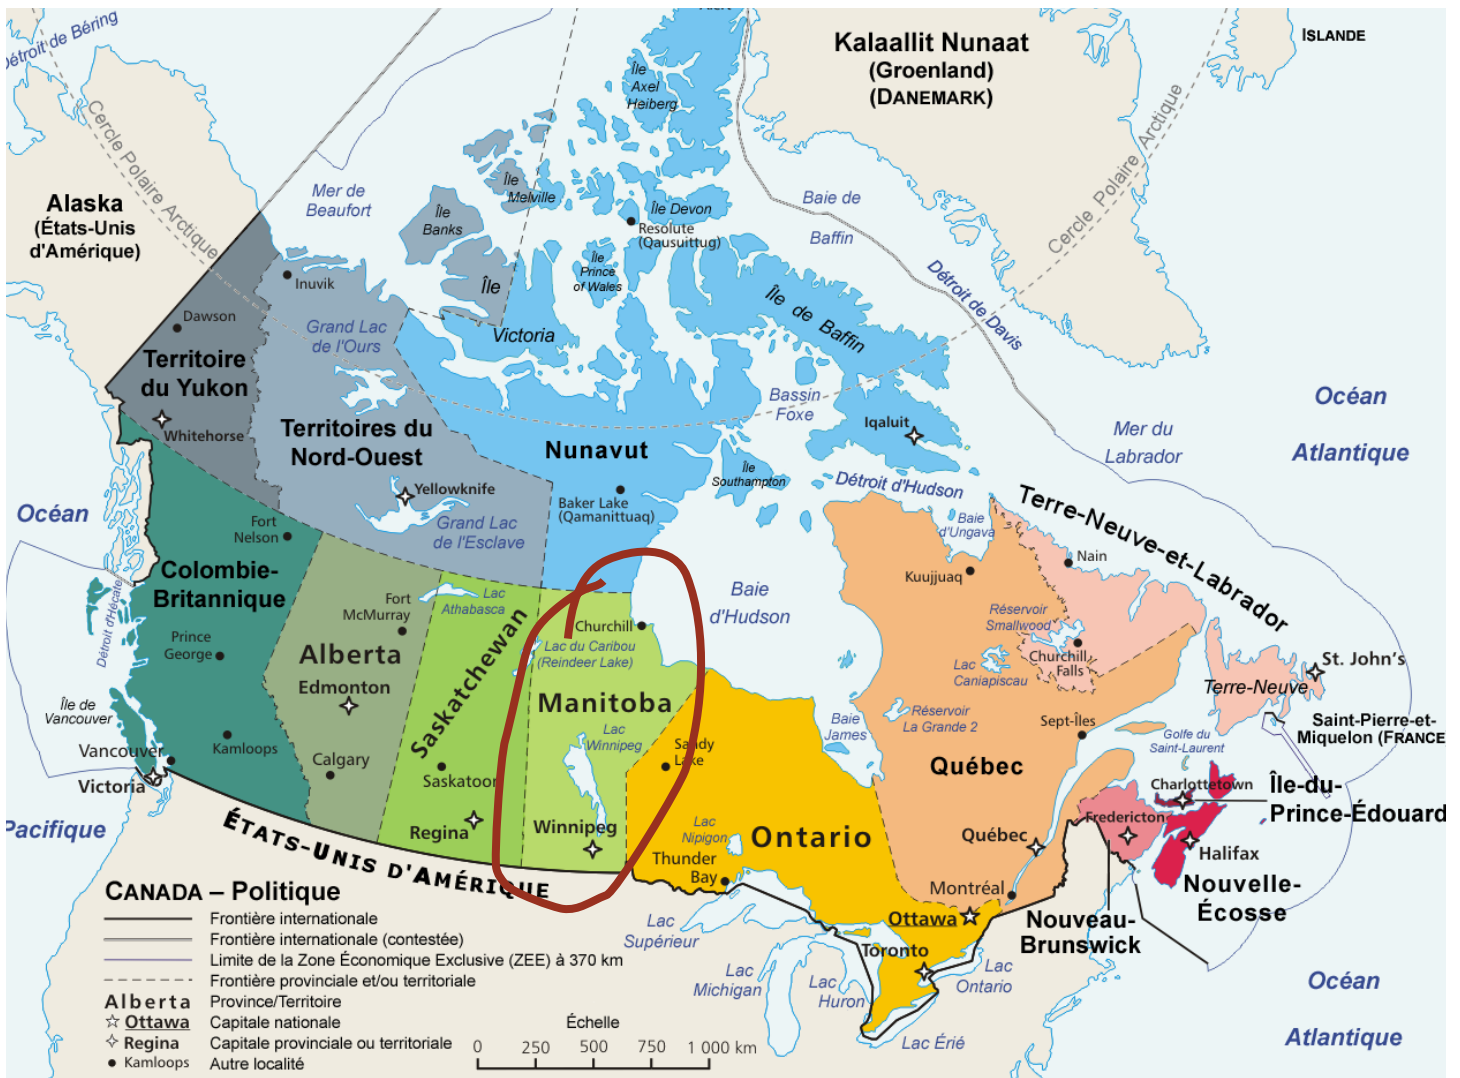 Alert
Détroit de Béring
Île
Axel
Heiberg
Kalaallit Nunaat
(Groenland)
(DANEMARK)
ISLANDE
Cercle Polaire Arctique
Cercle Polaire Arctique
Alaska
(États-Unis
d'Amérique)
Mer de
Beaufort
Île
Melville
Île
Banks
Île Devon
Resolute
(Qausuittug)
Baie de
Baffin
Île
Prince
of Wales
Île
Victoria
Île de Baffin
Détroit de Davis
Inuvik
Dawson
Grand Lac
de l'Ours
Territoire
du Yukon
Whitehorse
Territoires du
Nord-Ouest
Yellowknife
Grand Lac
de l'Esclave
Nunavut
Baker Lake
(Qamanittuaq)
Bassin
Foxe
Iqaluit
Île
Southampton
Détroit d'Hudson
Mer du
Labrador
Océan
Atlantique
Océan
Pacifique
Fort
Nelson
Colombie-
Britannique
Détroit d'Hécate
Prince
George
Île de
Vancouver
Vancouver
Victoria
Kamloops
Fort
McMurray
Alberta
Edmonton
Calgary
Lac
Athabasca
Saskatchewan
Saskatoon
Regina
Churchill
Lac du Caribou
(Reindeer Lake)
Manitoba
Lac
Winnipeg
Winnipeg
Baie
d'Hudson
Sandy
Lake
Baie
James
Lac
Nipigon
Ontario
Thunder
Bay
Baie
d'Ungava
Kuujjuaq
Terre-Neuve-et-Labrador
Nain
Réservoir
Smallwood
Churchill
Falls
Lac
Caniapiscau
Réservoir
La Grande 2
Sept-Îles
Québec
Québec
Montréal
Ottawa
Toronto
St. John's
Terre-Neuve
Saint-Pierre-et-
Miquelon (FRANCE
Golfe du
Saint-Laurent
Charlottetown
Île-du-
Prince-Édouard
Fredericton
Halifax
Nouvelle-
Écosse
Nouveau-
Brunswick
ÉTATS-UNIS D'AMÉRIQUE
Lac
Supérieur
Lac
Michigan
Lac
Huron
Lac
Ontario
Lac Érié
Océan
Atlantique
CANADA – Politique
Frontière internationale
Frontière internationale (contestée)
Limite de la Zone Économique Exclusive (ZEE) à 370 km
Frontière provinciale et/ou territoriale
Alberta Province/Territoire
Ottawa Capitale nationale
Regina Capitale provinciale ou territoriale
Kamloops Autre localité
Échelle
0 250 500 750 1 000 km